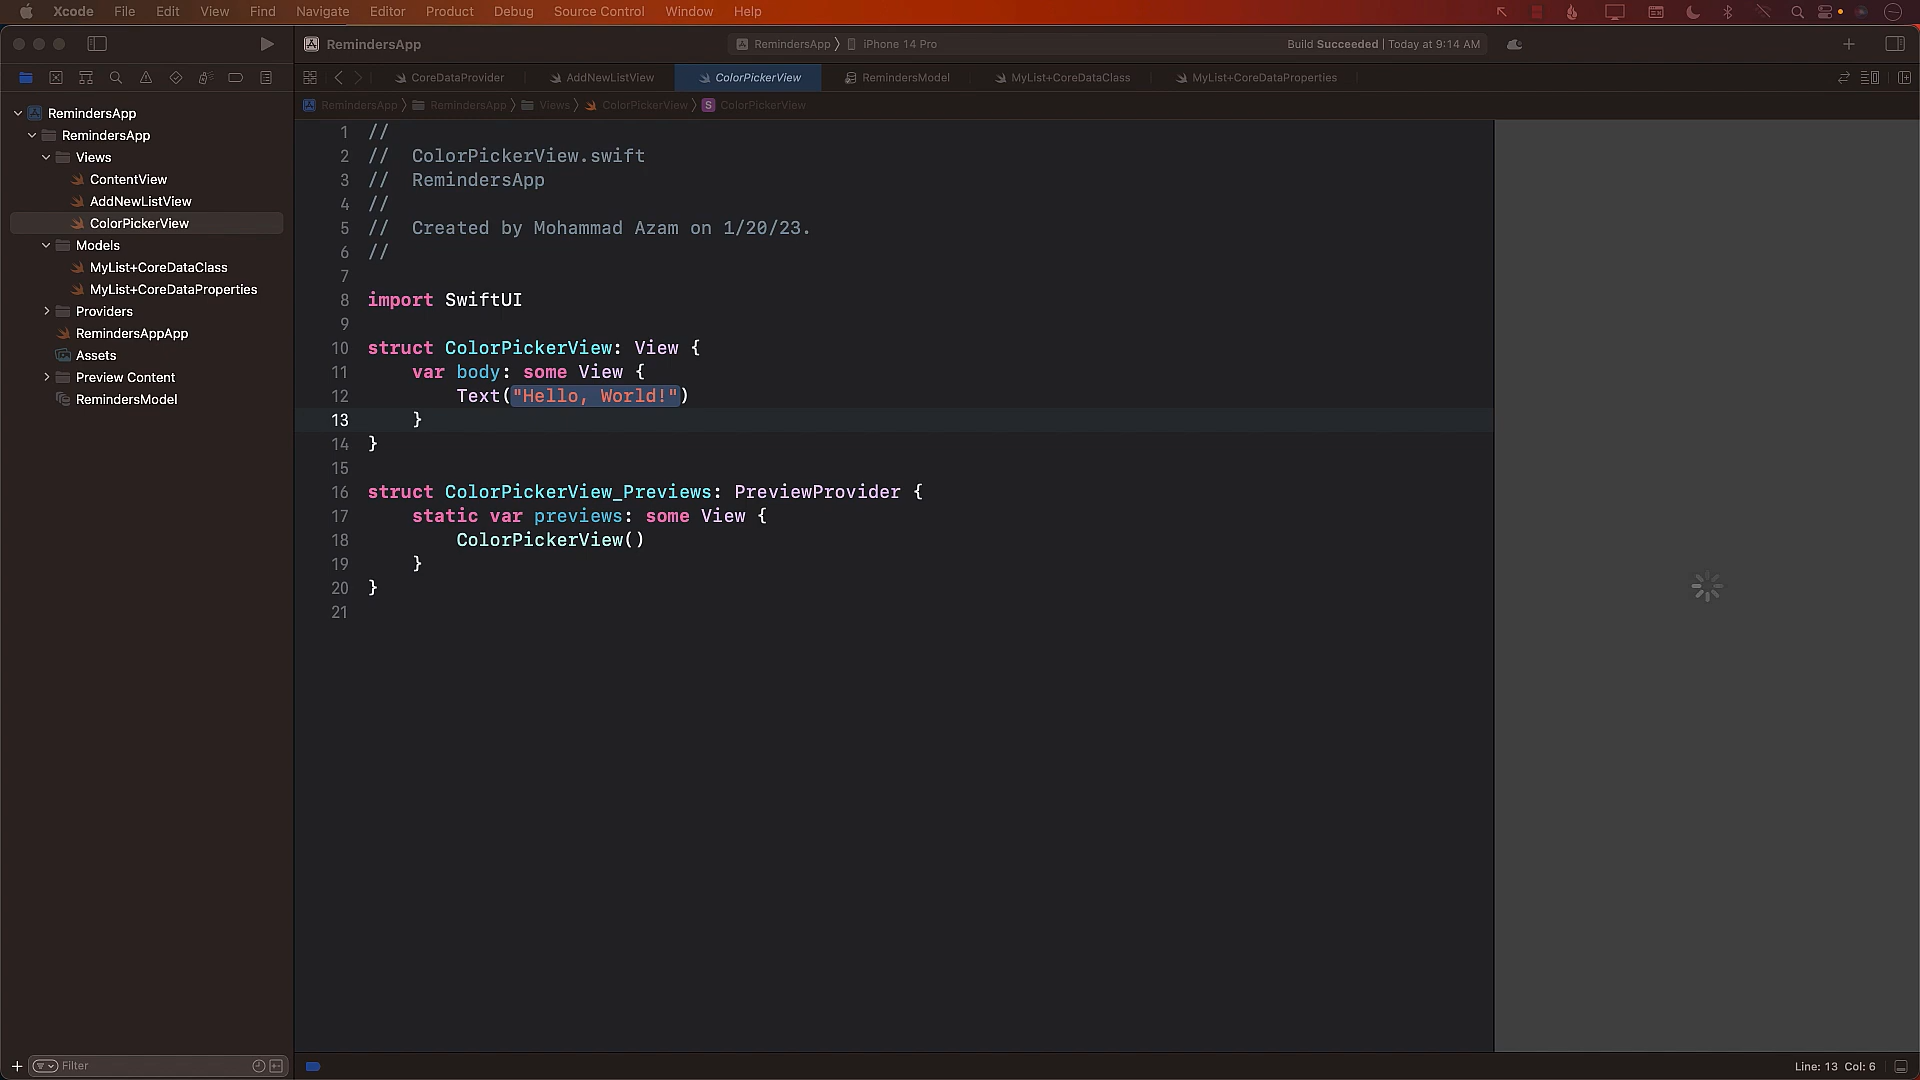 Xcode File Edit View Find Navigate Editor Product Debug Source Control Window Help
RemindersApp RemindersApp iPhone 14 Pro Build Succeeded | Today at 9:14 AM
CoreDataProvider AddNewListView ColorPickerView RemindersModel MyList+CoreDataClass MyList+CoreDataProperties
RemindersApp RemindersApp Views ColorPickerView S ColorPickerView
RemindersApp
RemindersApp
Views
ContentView
AddNewListView
ColorPickerView
Models
MyList+CoreDataClass
MyList+CoreDataProperties
Providers
RemindersAppApp
Assets
Preview Content
RemindersModel
Filter
1 //
2 //  ColorPickerView.swift
3 //  RemindersApp
4 //
5 //  Created by Mohammad Azam on 1/20/23.
6 //
7
8 import SwiftUI
9
10 struct ColorPickerView: View {
11     var body: some View {
12         Text("Hello, World!")
13     }
14 }
15
16 struct ColorPickerView_Previews: PreviewProvider {
17     static var previews: some View {
18         ColorPickerView()
19     }
20 }
21
Line: 13 Col: 6